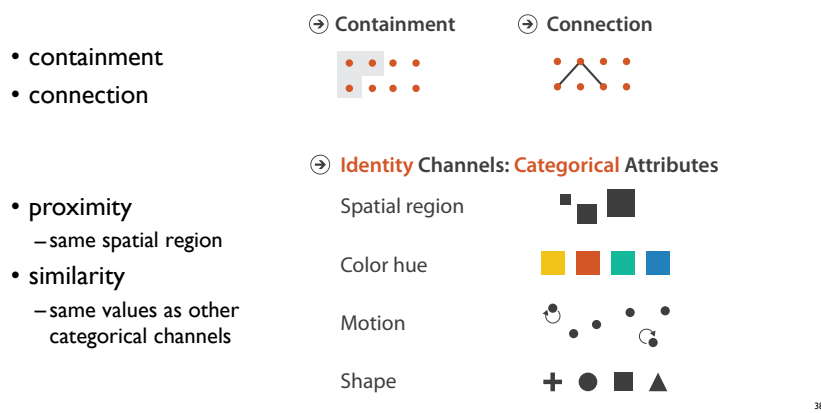 Containment
Connection
• containment
• connection
Identity Channels: Categorical Attributes
• proximity
– same spatial region
• similarity
– same values as other
categorical channels
Spatial region
Color hue
Motion
Shape
38